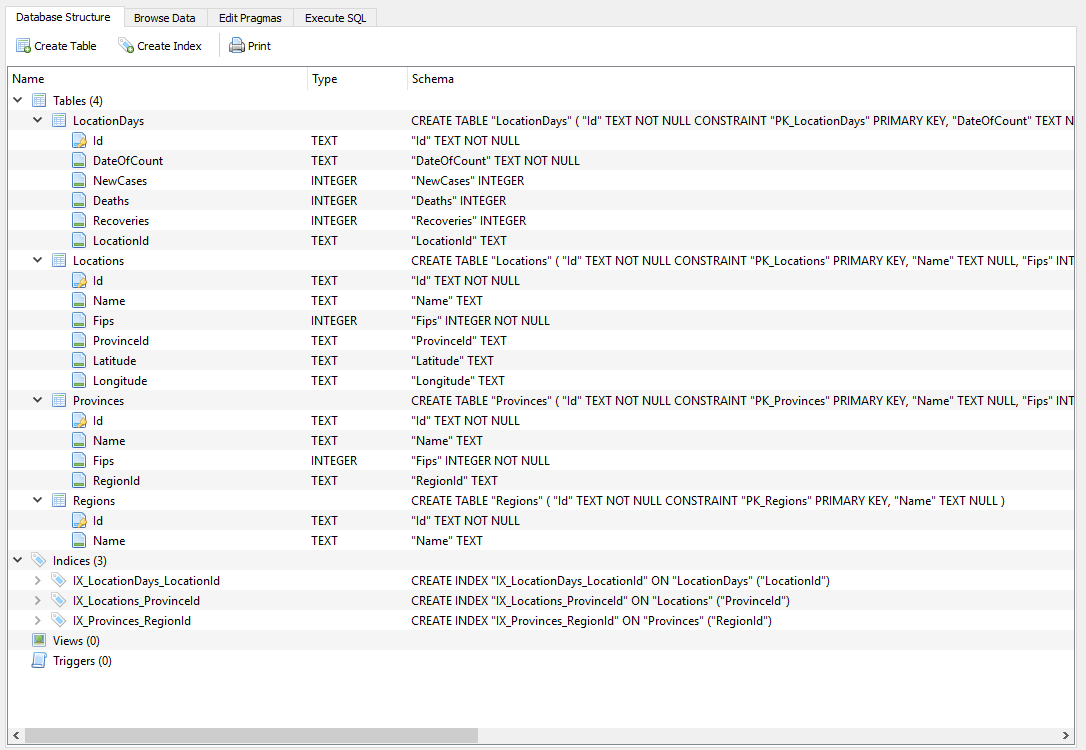 Database Structure Browse Data Edit Pragmas Execute SQL
Create Table Create Index Print
Name Type Schema
Tables (4)
LocationDays CREATE TABLE "LocationDays" ( "Id" TEXT NOT NULL CONSTRAINT "PK_LocationDays" PRIMARY KEY, "DateOfCount" TEXT N
Id TEXT "Id" TEXT NOT NULL
DateOfCount TEXT "DateOfCount" TEXT NOT NULL
NewCases INTEGER "NewCases" INTEGER
Deaths INTEGER "Deaths" INTEGER
Recoveries INTEGER "Recoveries" INTEGER
LocationId TEXT "LocationId" TEXT
Locations CREATE TABLE "Locations" ( "Id" TEXT NOT NULL CONSTRAINT "PK_Locations" PRIMARY KEY, "Name" TEXT NULL, "Fips" INT
Id TEXT "Id" TEXT NOT NULL
Name TEXT "Name" TEXT
Fips INTEGER "Fips" INTEGER NOT NULL
ProvinceId TEXT "ProvinceId" TEXT
Latitude TEXT "Latitude" TEXT
Longitude TEXT "Longitude" TEXT
Provinces CREATE TABLE "Provinces" ( "Id" TEXT NOT NULL CONSTRAINT "PK_Provinces" PRIMARY KEY, "Name" TEXT NULL, "Fips" INT
Id TEXT "Id" TEXT NOT NULL
Name TEXT "Name" TEXT
Fips INTEGER "Fips" INTEGER NOT NULL
RegionId TEXT "RegionId" TEXT
Regions CREATE TABLE "Regions" ( "Id" TEXT NOT NULL CONSTRAINT "PK_Regions" PRIMARY KEY, "Name" TEXT NULL )
Id TEXT "Id" TEXT NOT NULL
Name TEXT "Name" TEXT
Indices (3)
IX_LocationDays_LocationId CREATE INDEX "IX_LocationDays_LocationId" ON "LocationDays" ("LocationId")
IX_Locations_ProvinceId CREATE INDEX "IX_Locations_ProvinceId" ON "Locations" ("ProvinceId")
IX_Provinces_RegionId CREATE INDEX "IX_Provinces_RegionId" ON "Provinces" ("RegionId")
Views (0)
Triggers (0)